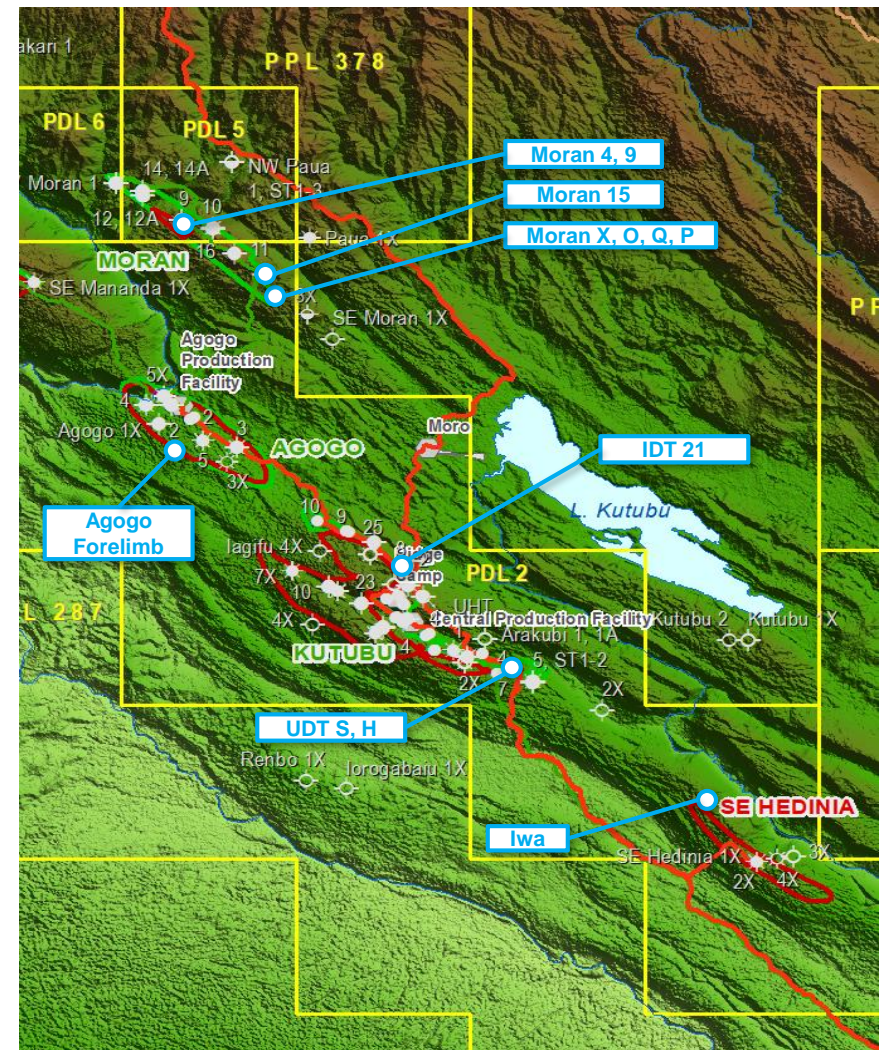 akari 1
PPL 378
PDL 6
PDL 5
14, 14A
NW Paua
1, ST1-3
Moran 4, 9
Moran 15
Moran X, O, Q, P
Moran 1
9
12, 12A
10
16
11
Paua 1X
MORAN
SE Mananda 1X
SE Moran 1X
Agogo
Production
Facility
5X
4
2
3
Agogo 1X
2
5
3X
AGOGO
Moro
IDT 21
L. Kutubu
Agogo
Forelimb
10
9
25
Iagifu 4X
7X
10
23
PDL 2
L 287
UHT
Central Production Facility
4X
KUTUBU
4
Arakubi 1, 1A
Kutubu 2
Kutubu 1X
2X
4
7
5, ST1-2
2X
UDT S, H
Renbo 1X
Iorogabaiu 1X
SE HEDINIA
Iwa
SE Hedinia 1X
2X
4X
3X